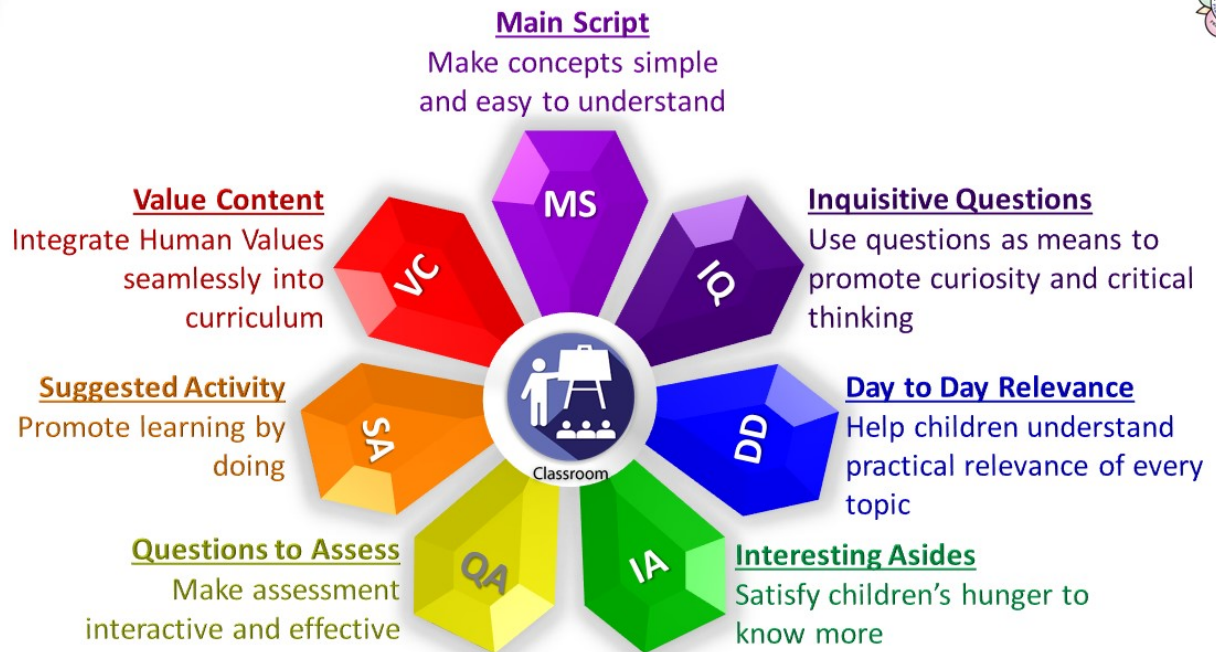 Main Script
Make concepts simple
and easy to understand
MS
Inquisitive Questions
Use questions as means to
promote curiosity and critical
thinking
IQ
Day to Day Relevance
Help children understand
practical relevance of every
topic
DD
Interesting Asides
Satisfy children's hunger to
know more
IA
Questions to Assess
Make assessment
interactive and effective
QA
Suggested Activity
Promote learning by
doing
SA
Value Content
Integrate Human Values
seamlessly into
curriculum
VC
Classroom